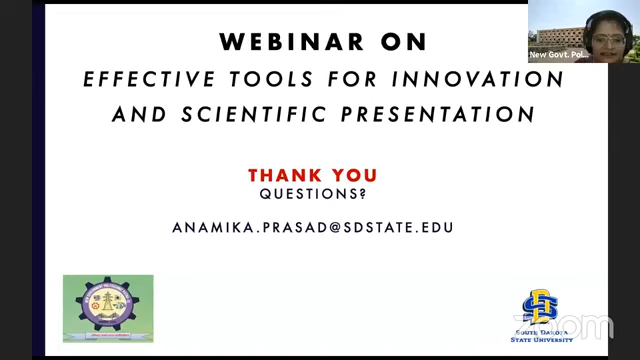 WEBINAR ON
EFFECTIVE TOOLS FOR INNOVATION
AND SCIENTIFIC PRESENTATION
New Govt. Pol...
THANK YOU
QUESTIONS?
ANAMIKA.PRASAD@SDSTATE.EDU
SOUTH DAKOTA
STATE UNIVERSITY
zoom